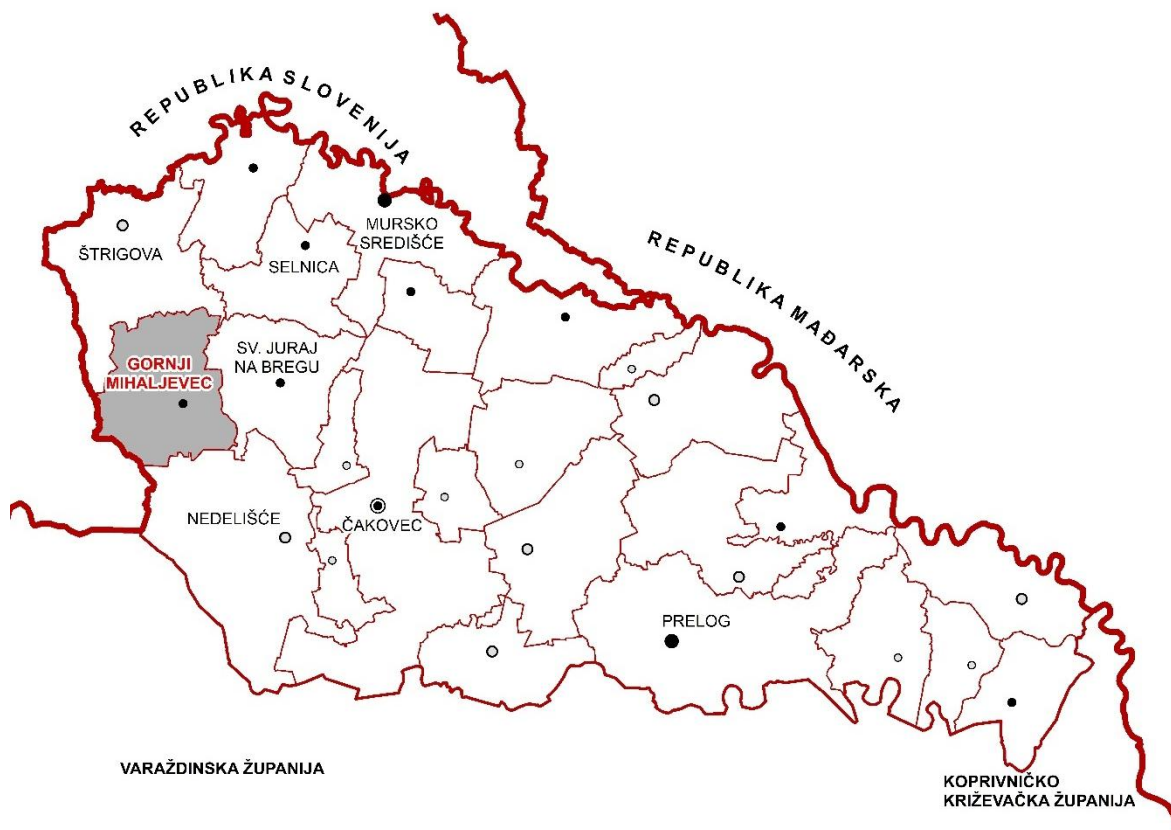 REPUBLIKA SLOVENIJA
REPUBLIKA MAĐARSKA
MURSKO
SREDIŠĆE
ŠTRIGOVA
SELNICA
SV. JURAJ
NA BREGU
GORNJI
MIHALJEVEC
NEDELIŠĆE
ČAKOVEC
PRELOG
VARAŽDINSKA ŽUPANIJA
KOPRIVNIČKO
KRIŽEVAČKA ŽUPANIJA